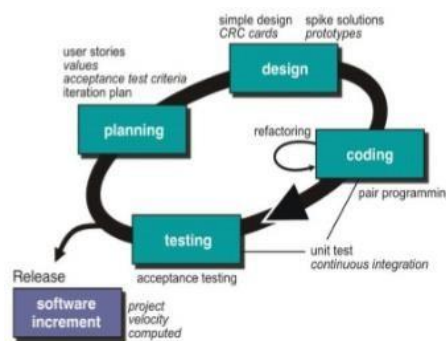 simple design
CRC cards
spike solutions
prototypes
user stories
values
acceptance test criteria
iteration plan
design
planning
refactoring
coding
pair programmin
testing
unit test
continuous integration
acceptance testing
Release
software
increment
project
velocity
computed